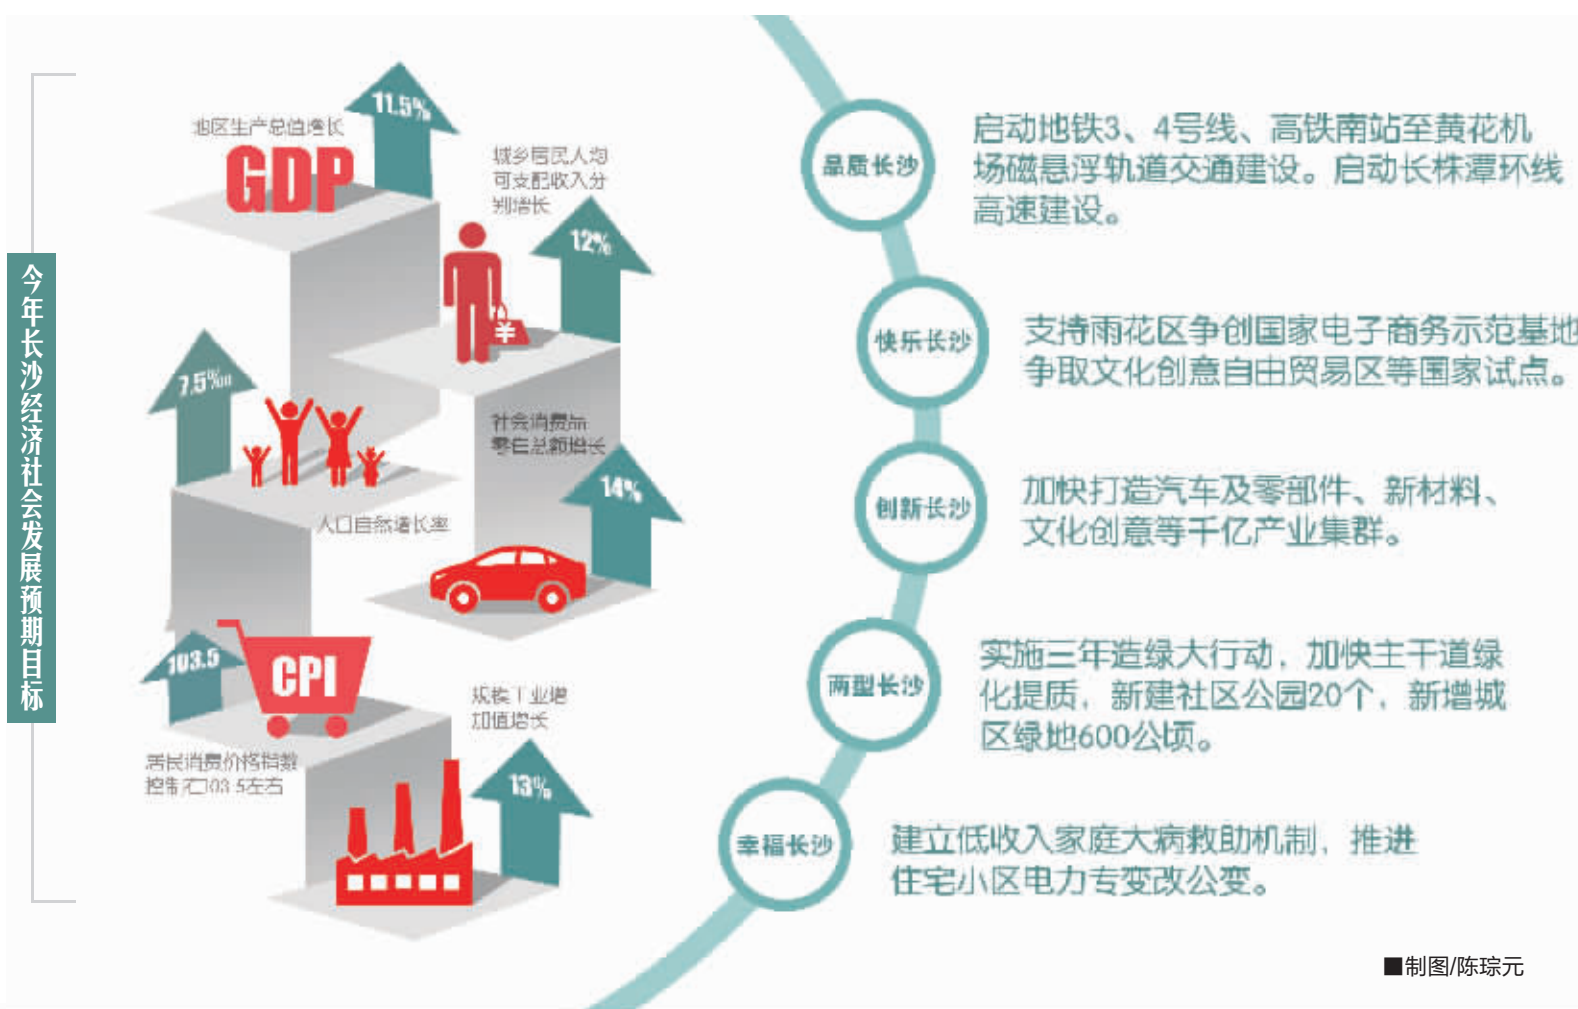 今年长沙经济社会发展预期目标
地区生产总值增长
GDP
11.5%
城乡居民人均
可支配收入分
别增长
12%
¥
7.5‰
人口自然增长率
社会消费品
零售总额增长
14%
103.5
CPI
居民消费价格指数
控制在103.5左右
规模工业增
加值增长
13%
品质长沙
启动地铁3、4号线、高铁南站至黄花机
场磁悬浮轨道交通建设。启动长株潭环线
高速建设。
快乐长沙
支持雨花区争创国家电子商务示范基地
争取文化创意自由贸易区等国家试点。
创新长沙
加快打造汽车及零部件、新材料、
文化创意等千亿产业集群。
两型长沙
实施三年造绿大行动，加快主干道绿
化提质，新建社区公园20个，新增城
区绿地600公顷。
幸福长沙
建立低收入家庭大病救助机制，推进
住宅小区电力专变改公变。
■制图/陈琮元